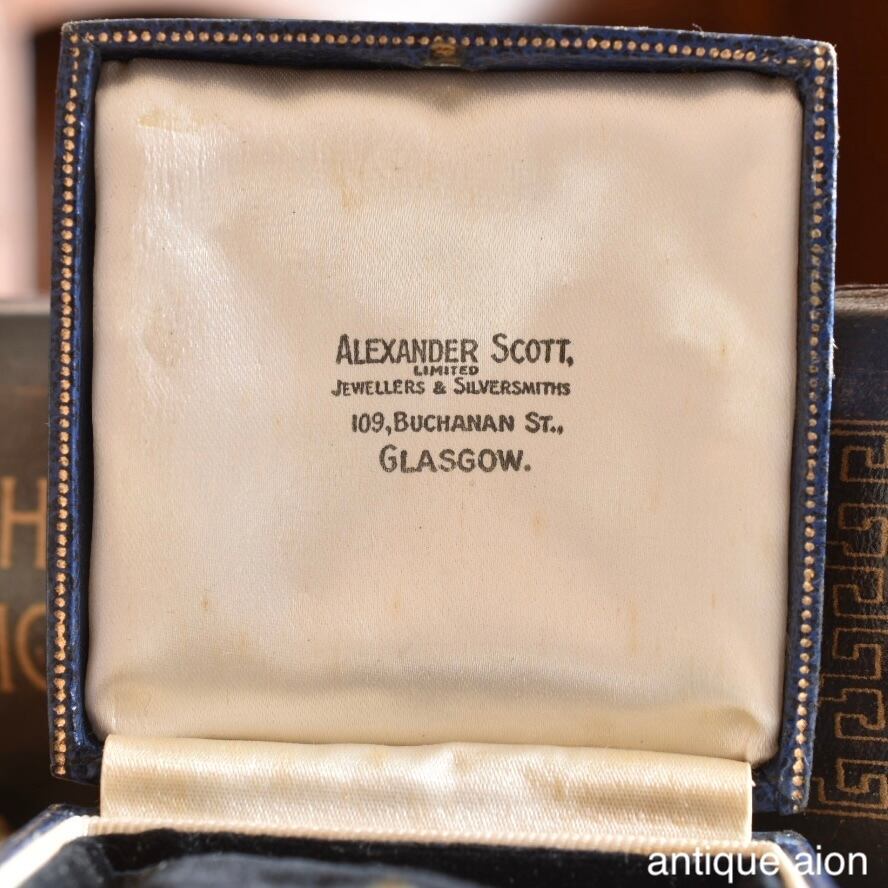 ALEXANDER SCOTT,
LIMITED
JEWELLERS & SILVERSMITHS
109, BUCHANAN ST.,
GLASGOW.
antique aion